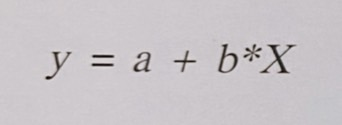 y = a + b*X